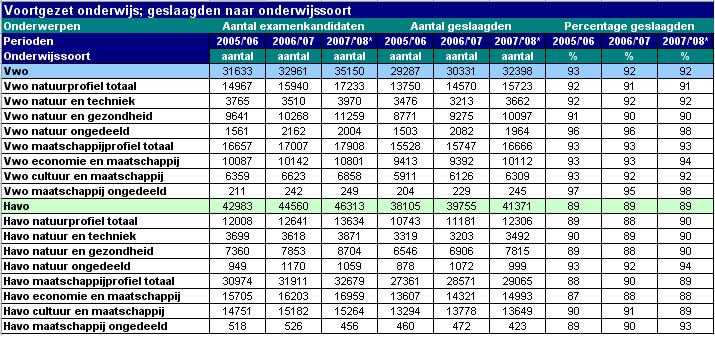 Voortgezet onderwijs; geslaagden naar onderwijssoort
Onderwerpen Aantal examenkandidaten Aantal geslaagden Percentage geslaagden
Perioden 2005/'06 2006/'07 2007/'08* 2005/'06 2006/'07 2007/'08* 2005/'06 2006/'07 2007/'08*
Onderwijssoort aantal aantal aantal aantal aantal aantal % % %
Vwo 31633 32961 35150 29287 30331 32398 93 92 92
Vwo natuurprofiel totaal 14967 15940 17233 13750 14570 15723 92 91 91
Vwo natuur en techniek 3765 3510 3970 3476 3213 3662 92 92 92
Vwo natuur en gezondheid 9641 10268 11259 8771 9275 10097 91 90 90
Vwo natuur ongedeeld 1561 2162 2004 1503 2082 1964 96 96 98
Vwo maatschappijprofiel totaal 16657 17007 17908 15528 15747 16666 93 93 93
Vwo economie en maatschappij 10087 10142 10801 9413 9392 10112 93 93 94
Vwo cultuur en maatschappij 6359 6623 6858 5911 6126 6309 93 92 92
Vwo maatschappij ongedeeld 211 242 249 204 229 245 97 95 98
Havo 42983 44560 46313 38105 39755 41371 89 89 89
Havo natuurprofiel totaal 12008 12641 13634 10743 11181 12306 89 88 90
Havo natuur en techniek 3699 3618 3871 3319 3203 3492 90 89 90
Havo natuur en gezondheid 7360 7853 8704 6546 6906 7815 89 88 90
Havo natuur ongedeeld 949 1170 1059 878 1072 999 93 92 94
Havo maatschappijprofiel totaal 30974 31911 32679 27361 28571 29065 88 90 89
Havo economie en maatschappij 15705 16203 16959 13607 14321 14993 87 88 88
Havo cultuur en maatschappij 14751 15182 15264 13294 13778 13649 90 91 89
Havo maatschappij ongedeeld 518 526 456 460 472 423 89 90 93